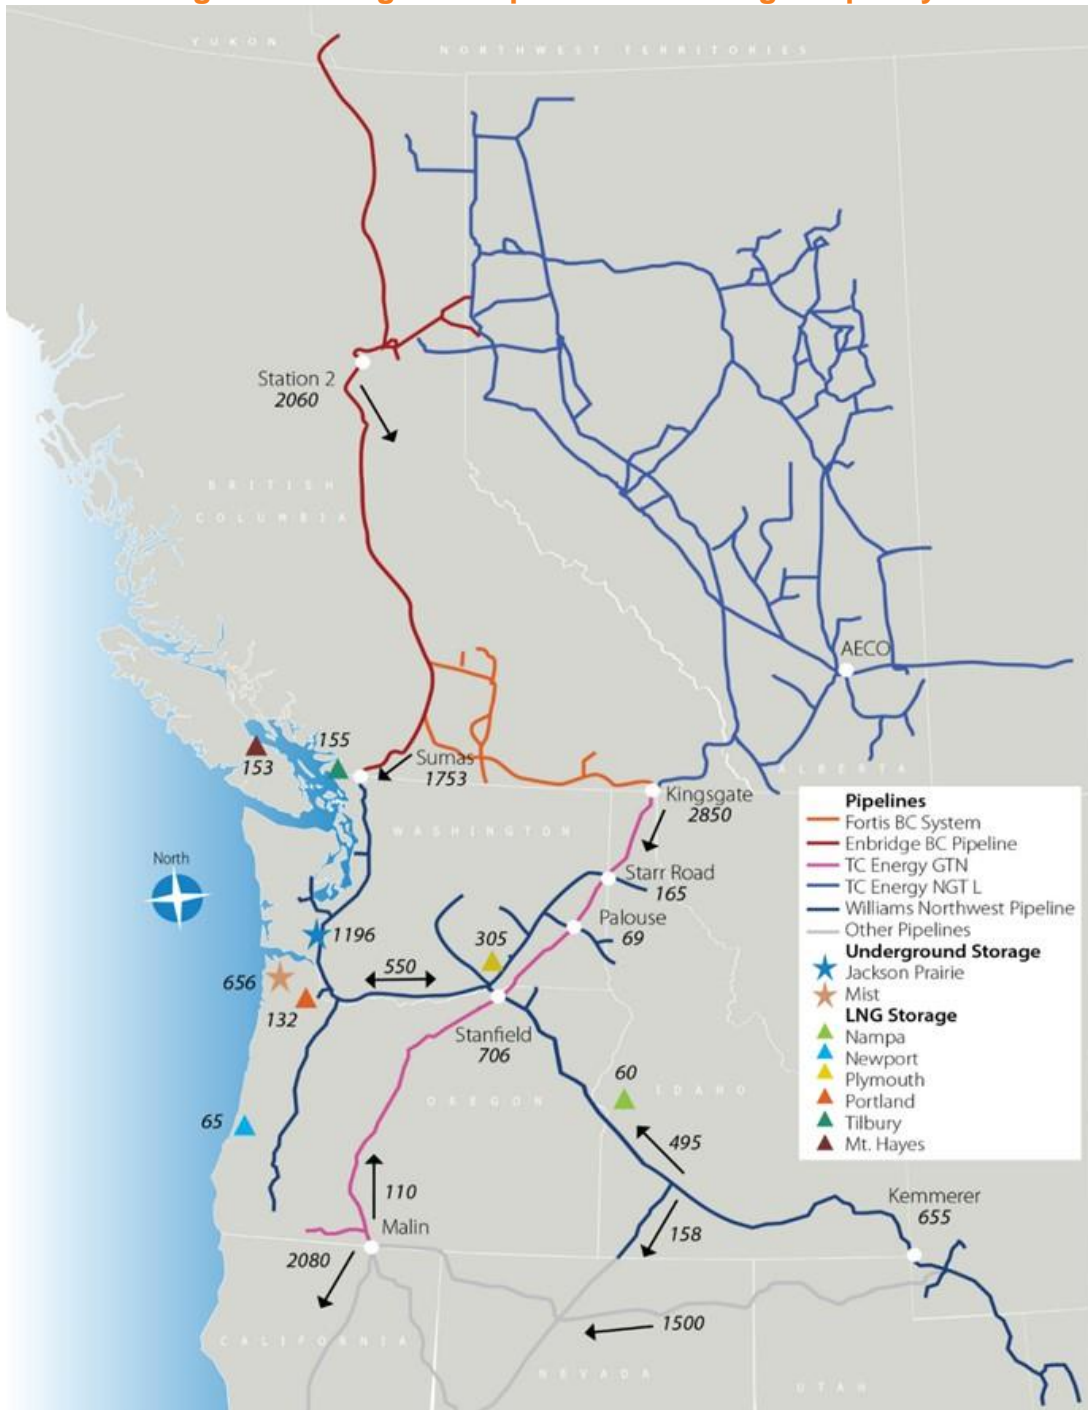 YUKON
NORTHWEST TERRITORIES
Station 2
2060
BRITISH
COLUMBIA
AECO
155
153
Sumas
1753
ALBERTA
Kingsgate
2850
WASHINGTON
North
Starr Road
165
Palouse
69
1196
305
550
656
132
Stanfield
706
60
IDAHO
OREGON
65
495
110
Malin
158
Kemmerer
655
2080
1500
CALIFORNIA
NEVADA
UTAH
Pipelines
Fortis BC System
Enbridge BC Pipeline
TC Energy GTN
TC Energy NGT L
Williams Northwest Pipeline
Other Pipelines
Underground Storage
Jackson Prairie
Mist
LNG Storage
Nampa
Newport
Plymouth
Portland
Tilbury
Mt. Hayes